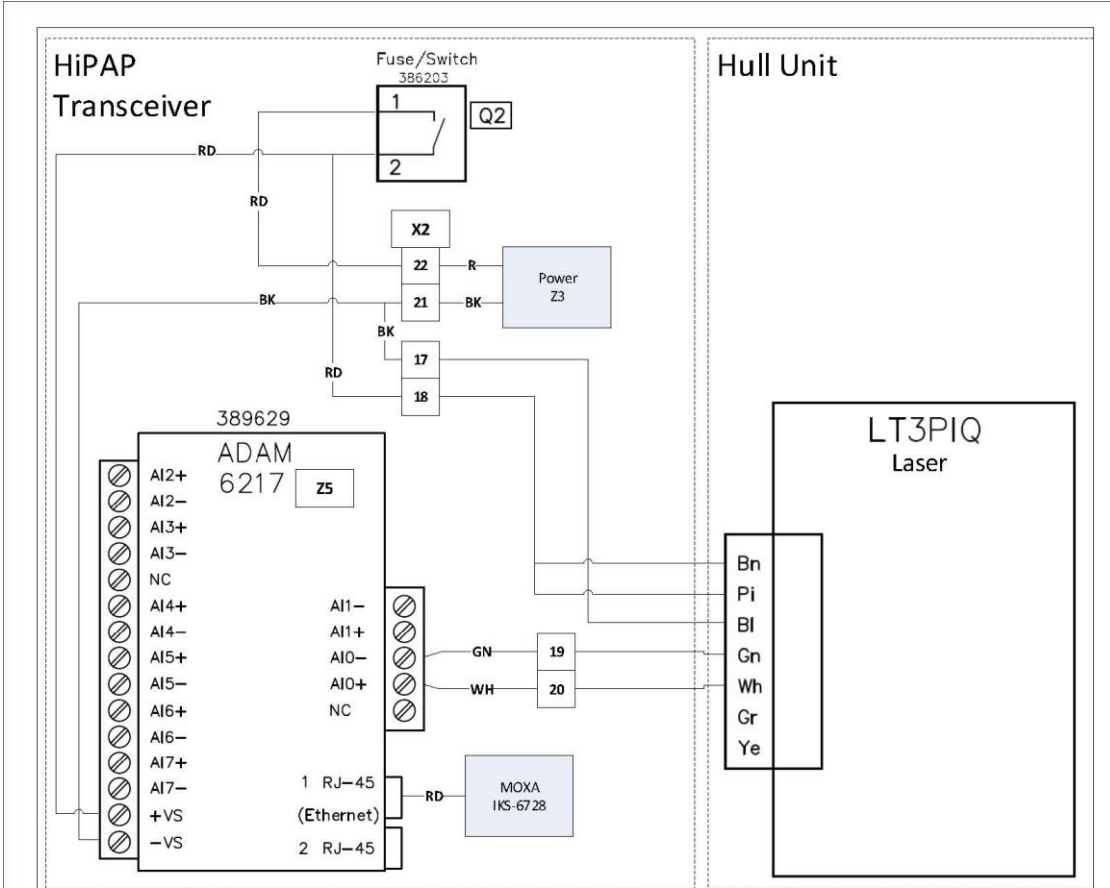 HiPAP
Transceiver
Fuse/Switch
386203
1
2
Q2
Hull Unit
RD
RD
X2
22
R
Power
Z3
BK
21
BK
BK
17
RD
18
389629
ADAM
6217
Z5
LT3PIQ
Laser
AI2+
AI2-
AI3+
AI3-
NC
AI4+
AI4-
AI5+
AI5-
AI6+
AI6-
AI7+
AI7-
+VS
-VS
AI1-
AI1+
AI0-
AI0+
NC
GN
19
WH
20
1 RJ-45
(Ethernet)
2 RJ-45
RD
MOXA
IKS-6728
Bn
Pi
Bl
Gn
Wh
Gr
Ye